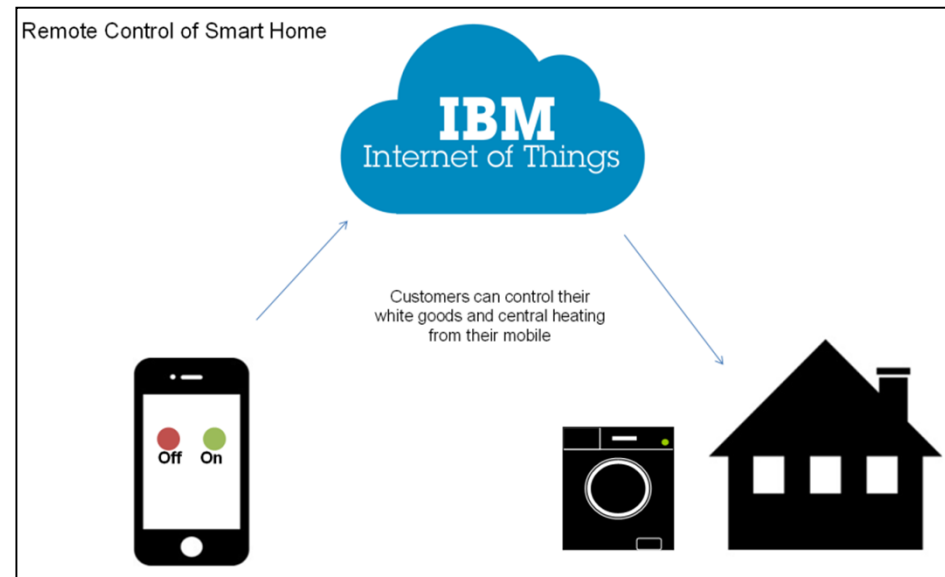 Remote Control of Smart Home
IBM
Internet of Things
Customers can control their
white goods and central heating
from their mobile
Off On